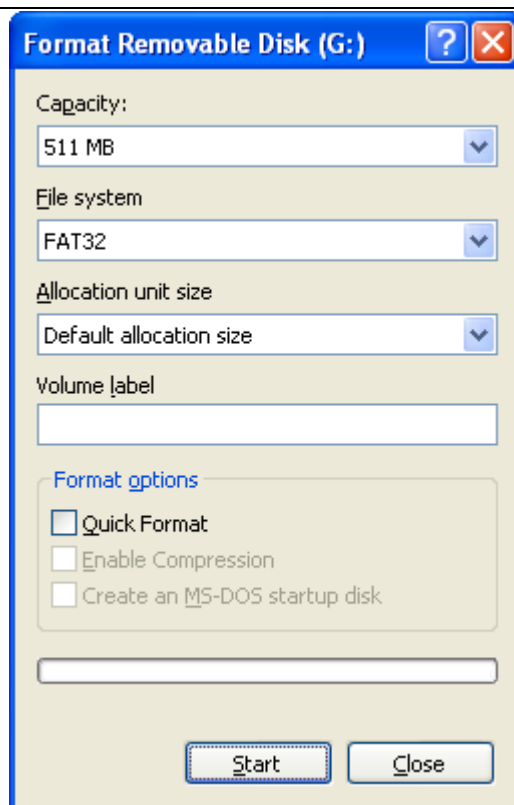 Format Removable Disk (G:)
?
Capacity:
511 MB
File system
FAT32
Allocation unit size
Default allocation size
Volume label
Format options
Quick Format
Enable Compression
Create an MS-DOS startup disk
Start Close